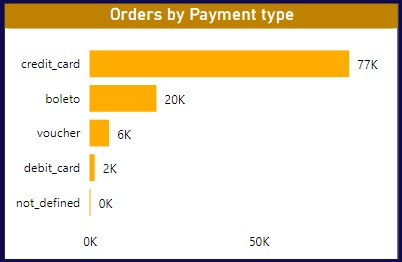 Orders by Payment type
credit_card 77K
boleto 20K
voucher 6K
debit_card 2K
not_defined 0K
0K 50K